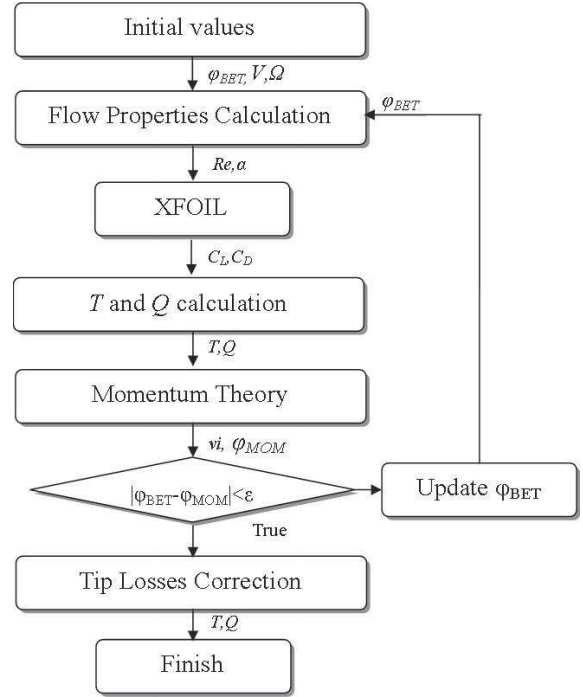 Initial values
φBET, V,Ω
φBET
Flow Properties Calculation
Re,α
XFOIL
CL,CD
T and Q calculation
T,Q
Momentum Theory
vi, φMOM
|φBET-φMOM|<ε
Update φBET
True
Tip Losses Correction
T,Q
Finish